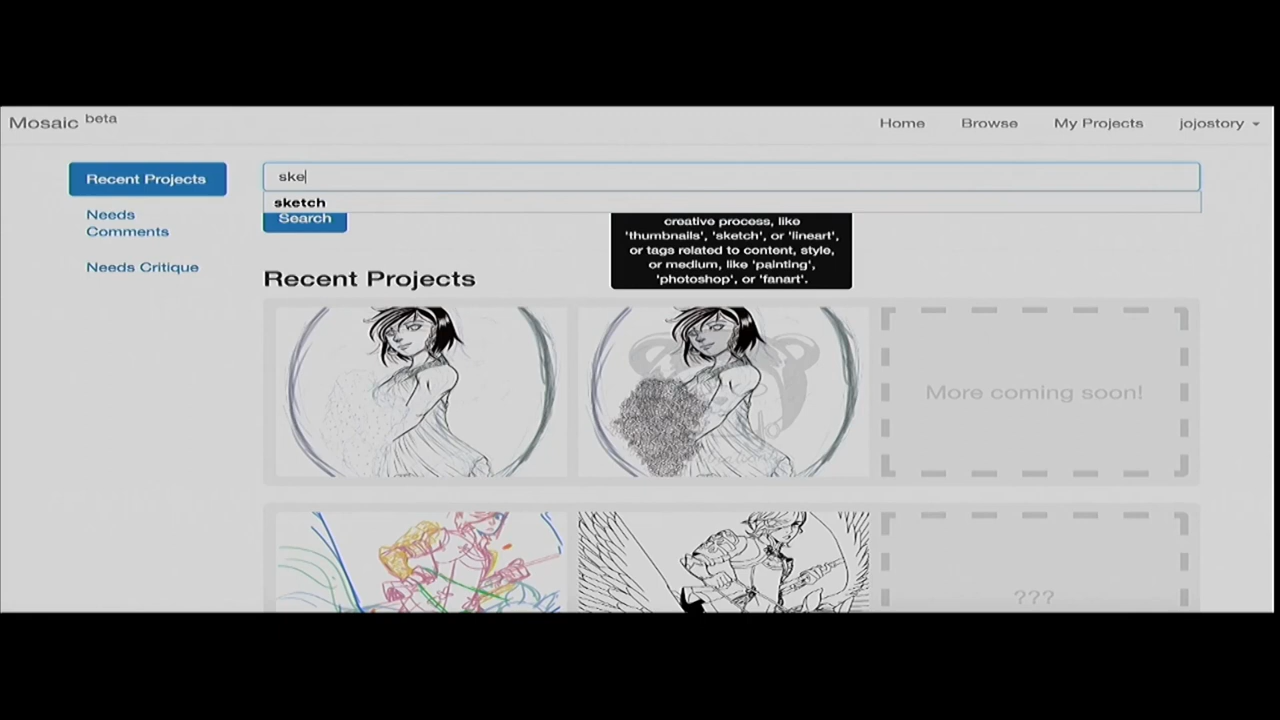 Mosaic beta
Home Browse My Projects jojostory
Recent Projects
Needs
Comments
Needs Critique
ske
sketch
Search
creative process, like
'thumbnails', 'sketch', or 'lineart',
or tags related to content, style,
or medium, like 'painting',
'photoshop', or 'fanart'.
Recent Projects
More coming soon!
???